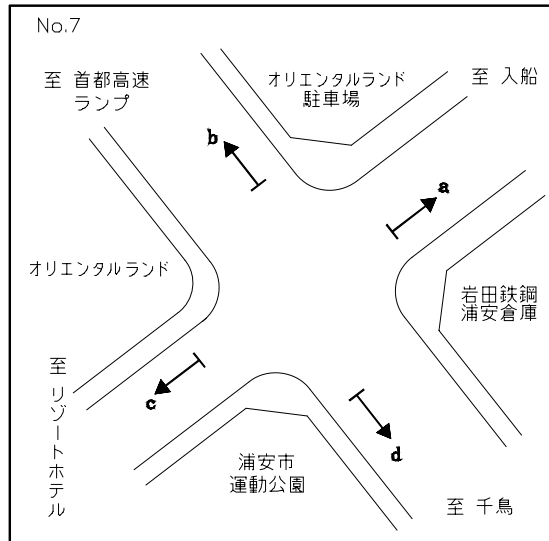 No.7
至 首都高速
ランプ
オリエンタルランド
駐車場
至 入船
b
a
オリエンタルランド
岩田鉄鋼
浦安倉庫
至 リゾートホテル
c
d
浦安市
運動公園
至 千鳥